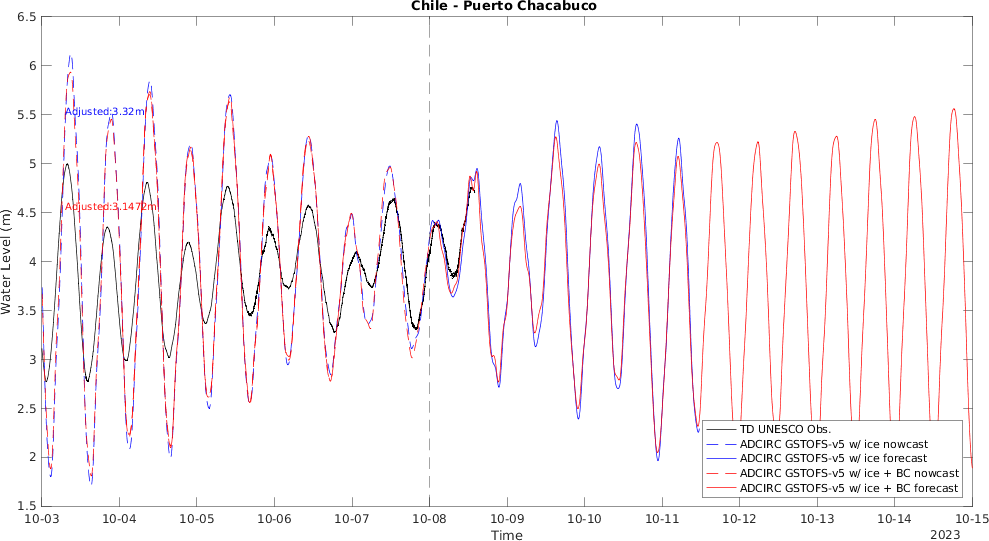 Chile - Puerto Chacabuco
6.5
6
5.5
5
4.5
4
3.5
3
2.5
2
1.5
Water Level (m)
Adjusted:3.32m
Adjusted:3.1472m
TD UNESCO Obs.
ADCIRC GSTOFS-v5 w/ ice nowcast
ADCIRC GSTOFS-v5 w/ ice forecast
ADCIRC GSTOFS-v5 w/ ice + BC nowcast
ADCIRC GSTOFS-v5 w/ ice + BC forecast
10-03 10-04 10-05 10-06 10-07 10-08 10-09 10-10 10-11 10-12 10-13 10-14 10-15
Time
2023